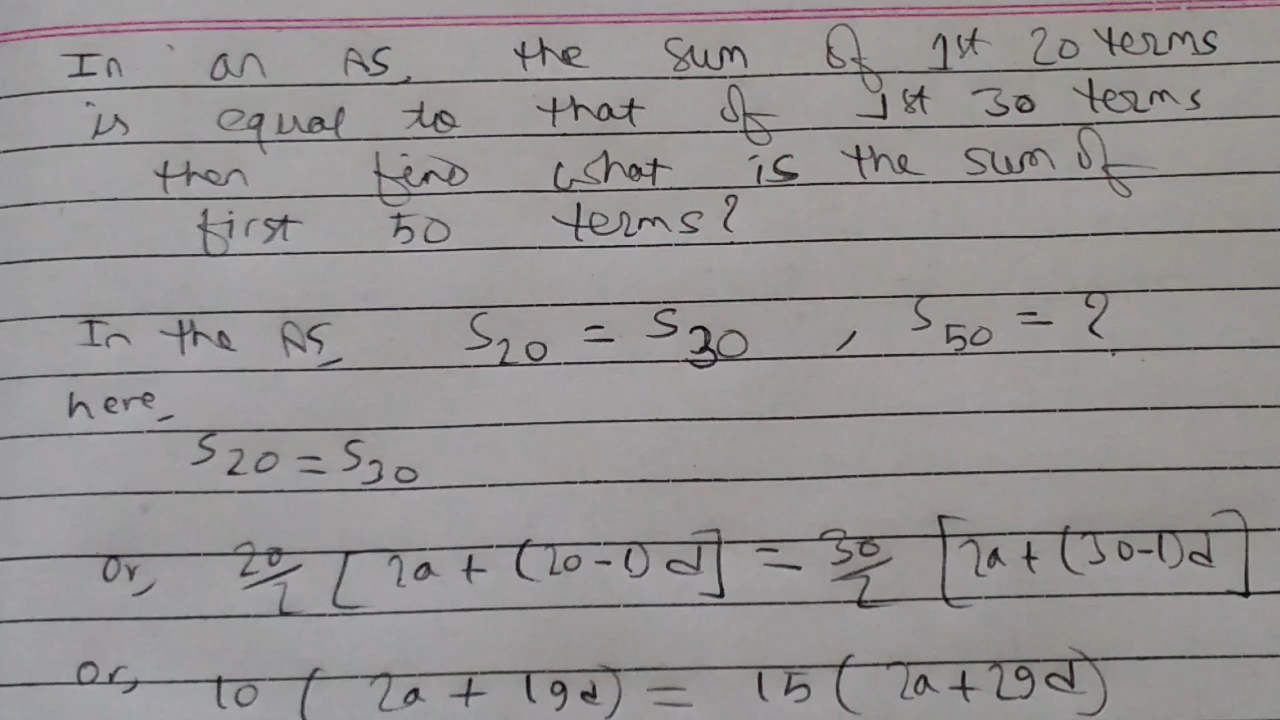 In an AS, the sum of 1st 20 terms
is equal to that of 1st 30 terms
then find what is the sum of
first 50 terms?
In the AS, S₂₀ = S₃₀ , S₅₀ = ?
here,
S₂₀ = S₃₀
or, 20/2 [2a + (20-1)d] = 30/2 [2a + (30-1)d]
or, 10 (2a + 19d) = 15 (2a + 29d)